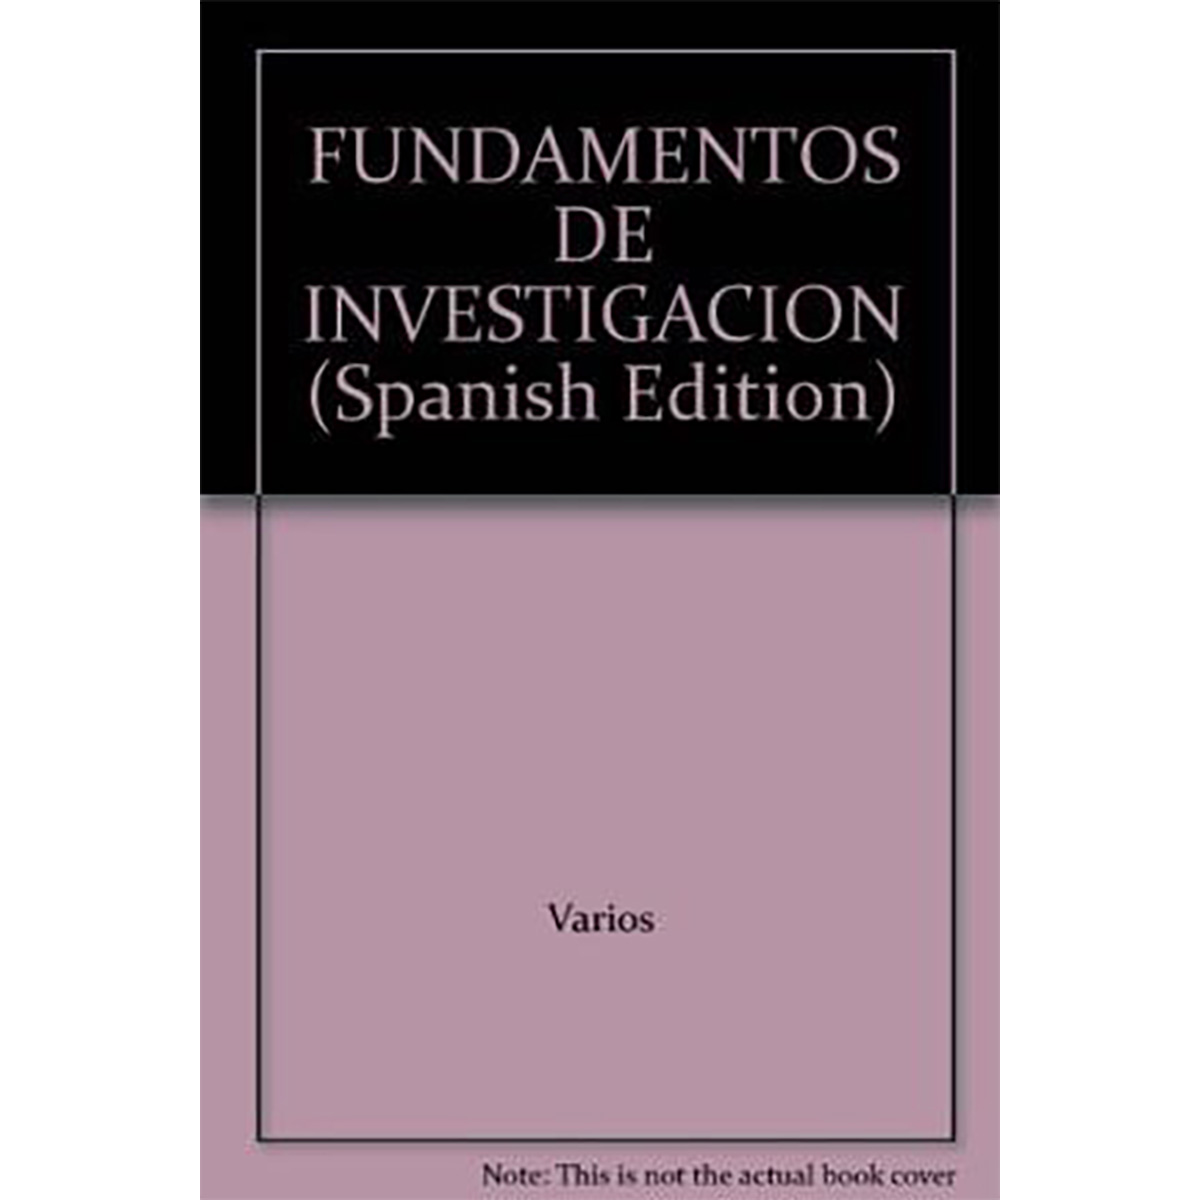 FUNDAMENTOS
DE
INVESTIGACION
(Spanish Edition)
Varios
Note: This is not the actual book cover